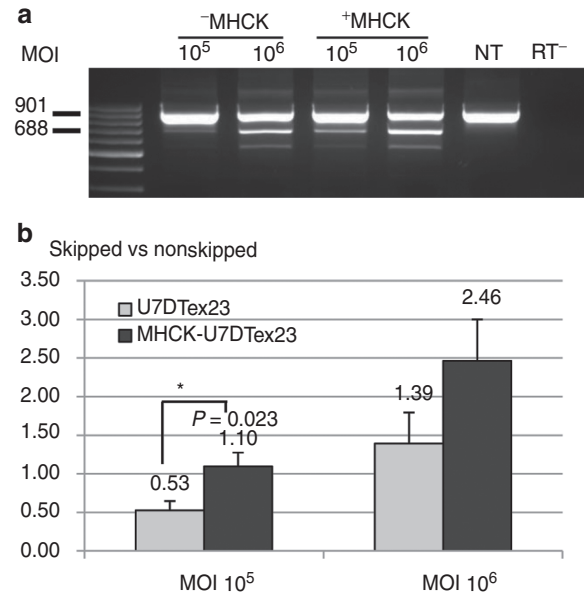 a
⁻MHCK ⁺MHCK
MOI 10⁵ 10⁶ 10⁵ 10⁶ NT RT⁻
901
688
b
Skipped vs nonskipped
3.50
3.00
2.50
2.00
1.50
1.00
0.50
0.00
U7DTex23
MHCK-U7DTex23
*
P = 0.023
0.53
1.10
1.39
2.46
MOI 10⁵ MOI 10⁶